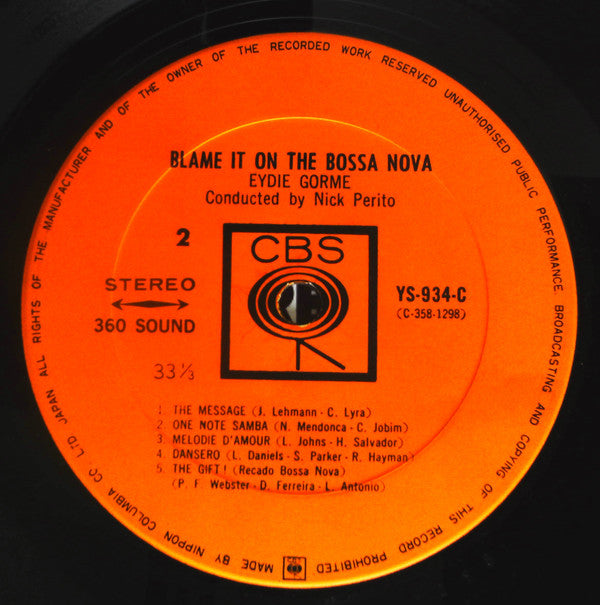 ALL RIGHTS OF THE MANUFACTURER AND OF THE OWNER OF THE RECORDED WORK RESERVED UNAUTHORISED PUBLIC PERFORMANCE BROADCASTING AND COPYING OF THIS RECORD PROHIBITED
MADE BY NIPPON COLUMBIA CO LTD JAPAN
BLAME IT ON THE BOSSA NOVA
EYDIE GORME
Conducted by Nick Perito
2
CBS
STEREO
360 SOUND
YS-934-C
(C-358-1298)
33⅓
1. THE MESSAGE (J. Lehmann - C. Lyra)
2. ONE NOTE SAMBA (N. Mendonca - C. Jobim)
3. MELODIE D'AMOUR (L. Johns - H. Salvador)
4. DANSERO (L. Daniels - S. Parker - R. Hayman)
5. THE GIFT! (Recado Bossa Nova)
(P. F. Webster - D. Ferreira - L. Antonio)